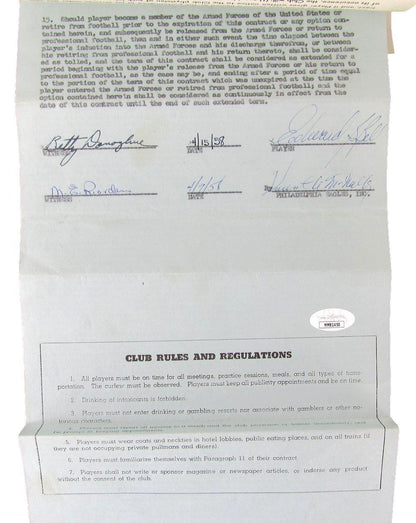 15. Should player become a member of the Armed Forces of the United States or
retire from football prior to the expiration of this contract or any option con-
tained herein, and subsequently be released from the Armed Forces or return to
professional football, then and in either such event the time elapsed between the
player's induction into the Armed Forces and his discharge therefrom, or between
his retiring from professional football and his return thereto, shall be consider-
ed as tolled, and the term of this contract shall be considered as extended for a
period beginning with the player's release from the Armed Forces or his return to
professional football, as the case may be, and ending after a period of time equal
to the portion of the term of this contract which was unexpired at the time the
player entered the Armed Forces or retired from professional football; and the
option contained herein shall be considered as continuously in effect from the
date of this contract until the end of such extended term.
Betty Donoghue 4/15/58 Edward J Bell
WITNESS DATE PLAYER
M. E. Riordan 4/7/58 By
WITNESS DATE PHILADELPHIA EAGLES, INC.
CLUB RULES AND REGULATIONS
1. All players must be on time for all meetings, practice sessions, meals, and all types of trans-
portation. The curfew must be observed. Players must keep all publicity appointments and be on time.
2. Drinking of intoxicants is forbidden.
3. Players must not enter drinking or gambling resorts nor associate with gamblers or other no-
torious characters.
5. Players must wear coats and neckties in hotel lobbies, public eating places, and on all trains (if
they are not occupying private pullmans and diners).
6. Players must familiarize themselves with Paragraph 11 of their contract.
7. Players shall not write or sponsor magazine or newspaper articles, or indorse any product
without the consent of the club.